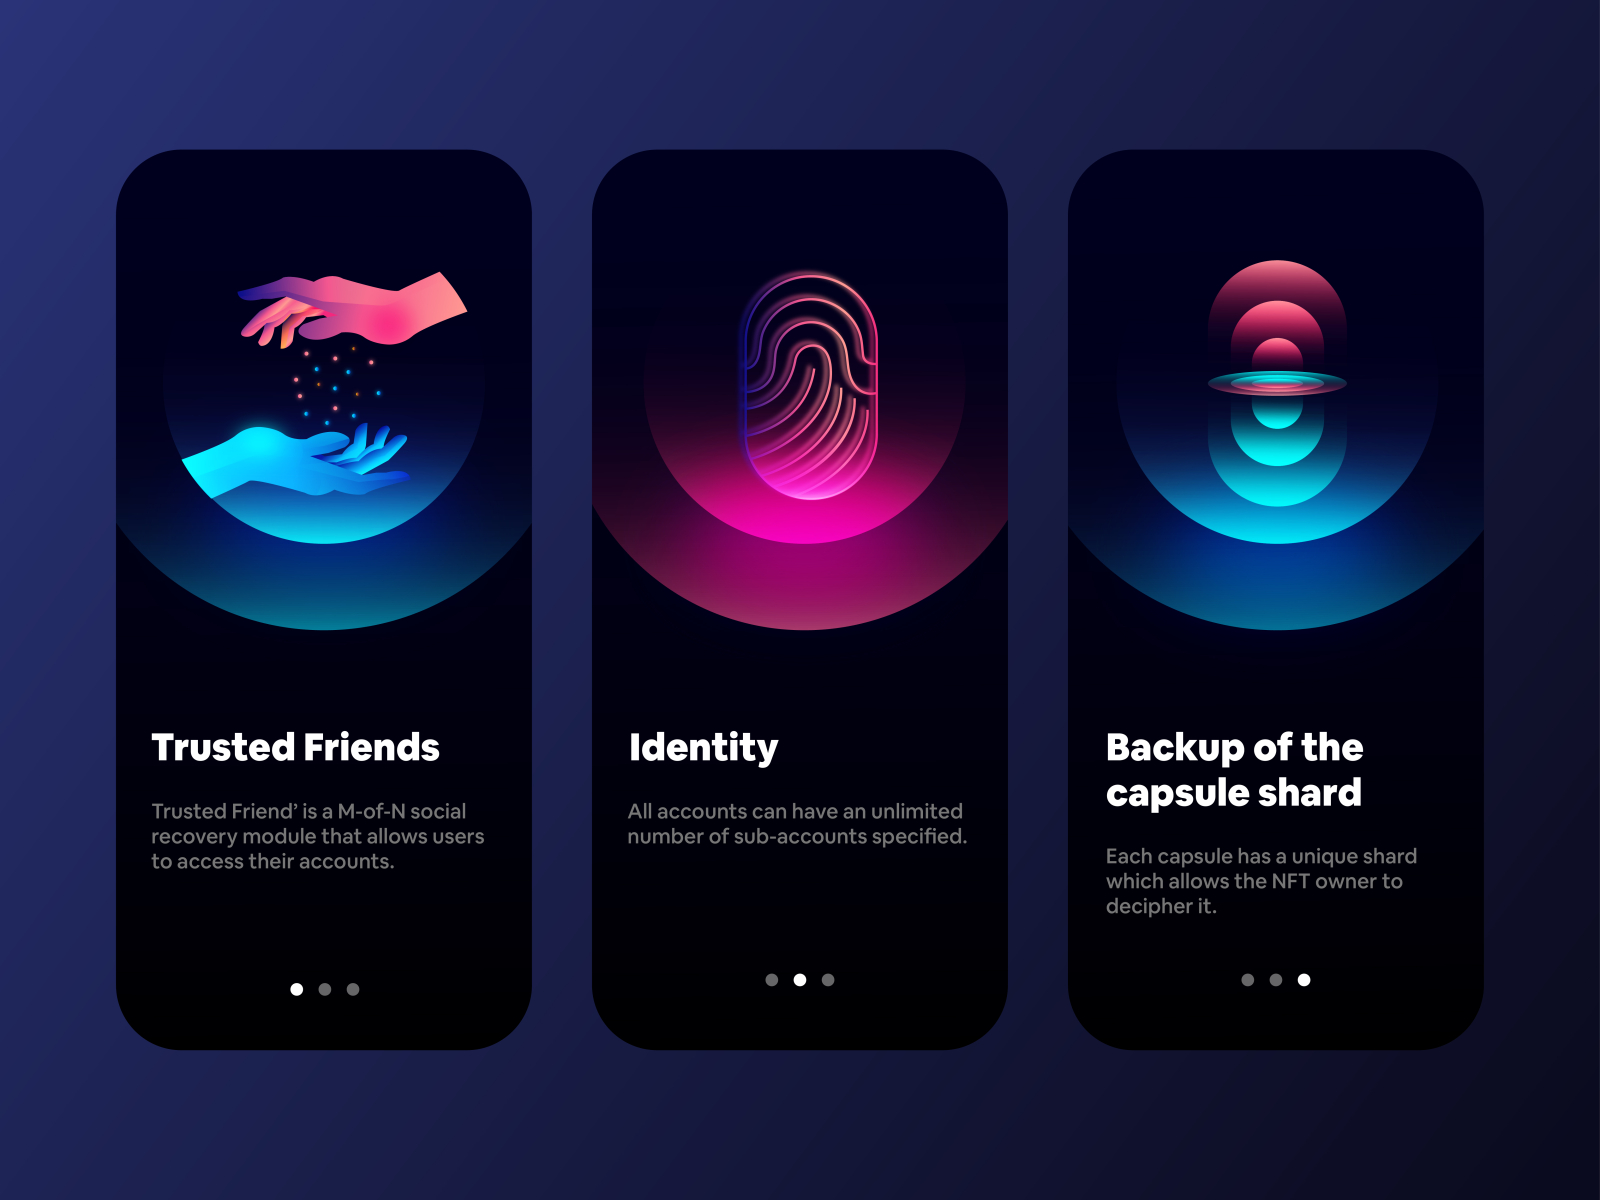 Trusted Friends
Trusted Friend’ is a M-of-N social
recovery module that allows users
to access their accounts.
Identity
All accounts can have an unlimited
number of sub-accounts specified.
Backup of the
capsule shard
Each capsule has a unique shard
which allows the NFT owner to
decipher it.